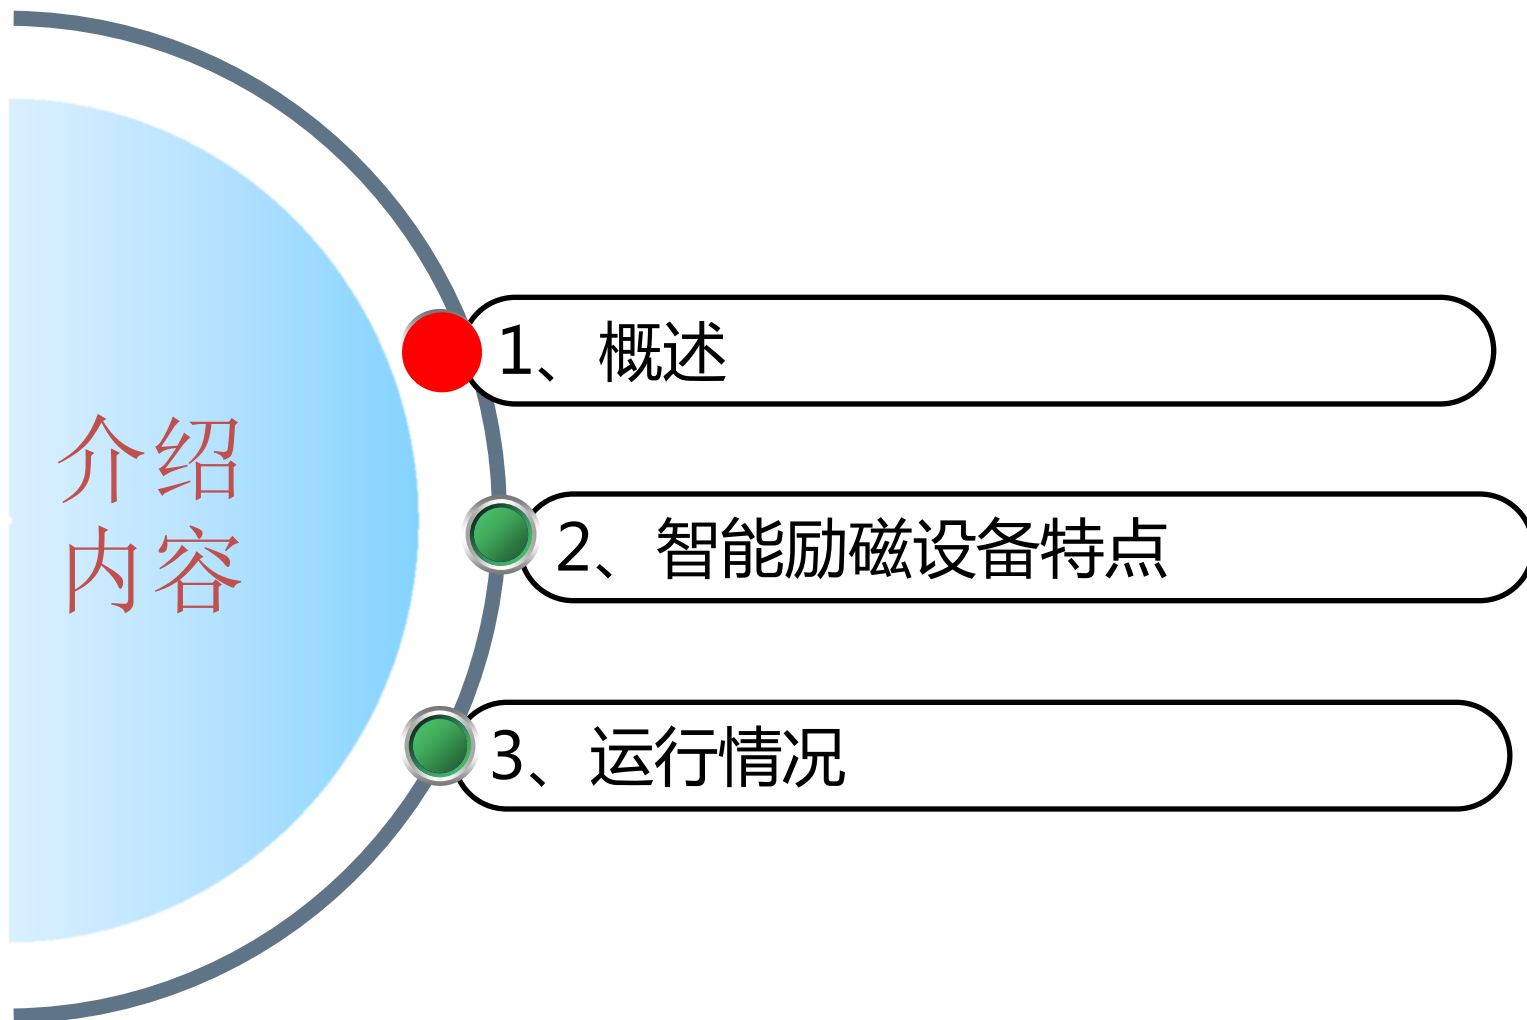 介绍
内容
1、概述
2、智能励磁设备特点
3、运行情况